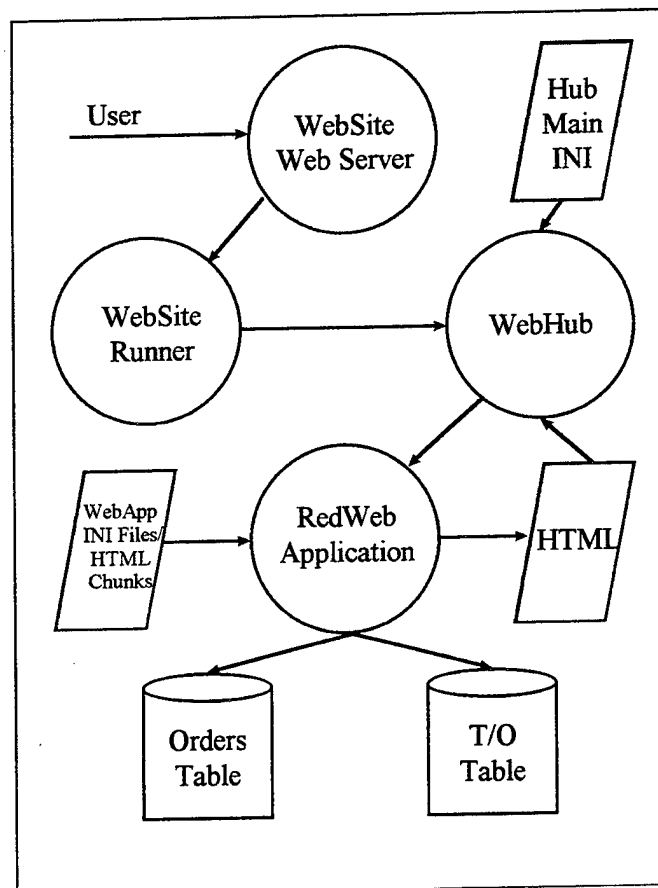 User
WebSite
Web Server
Hub
Main
INI
WebSite
Runner
WebHub
WebApp
INI Files/
HTML
Chunks
RedWeb
Application
HTML
Orders
Table
T/O
Table